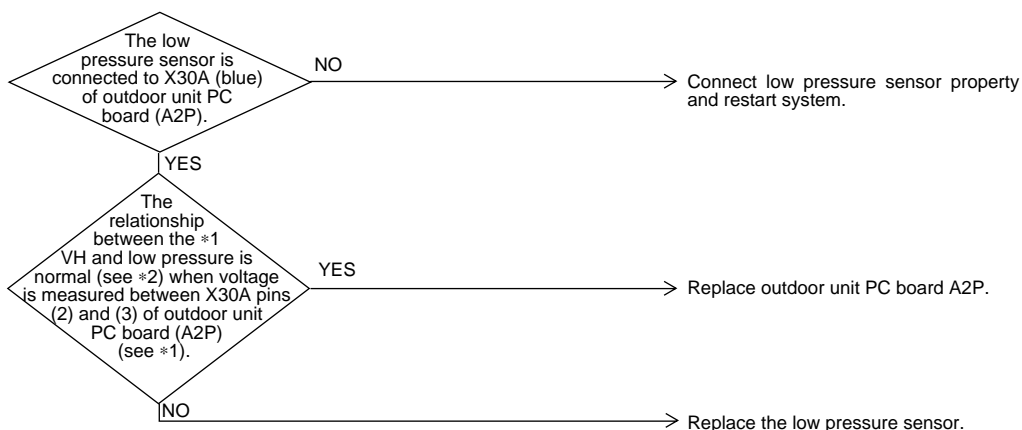 The low
pressure sensor is
connected to X30A (blue)
of outdoor unit PC
board (A2P).
NO
Connect low pressure sensor property
and restart system.
YES
The
relationship
between the *1
VH and low pressure is
normal (see *2) when voltage
is measured between X30A pins
(2) and (3) of outdoor unit
PC board (A2P)
(see *1).
YES
Replace outdoor unit PC board A2P.
NO
Replace the low pressure sensor.